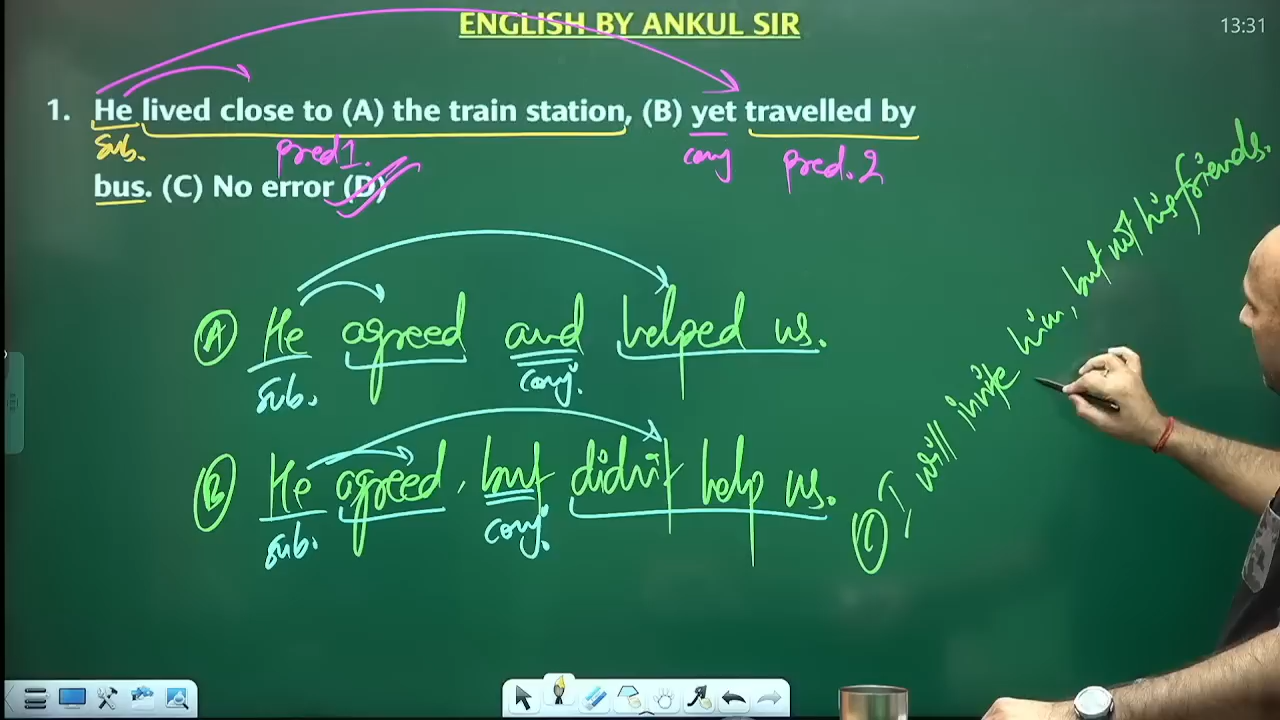 ENGLISH BY ANKUL SIR
13:31
1. He lived close to (A) the train station, (B) yet travelled by
sub. pred1. conj pred.2
bus. (C) No error (D)
A He agreed and helped us.
sub. conj.
B He agreed, but didn't help us.
sub. conj.
C I will invite him, but not his friends.